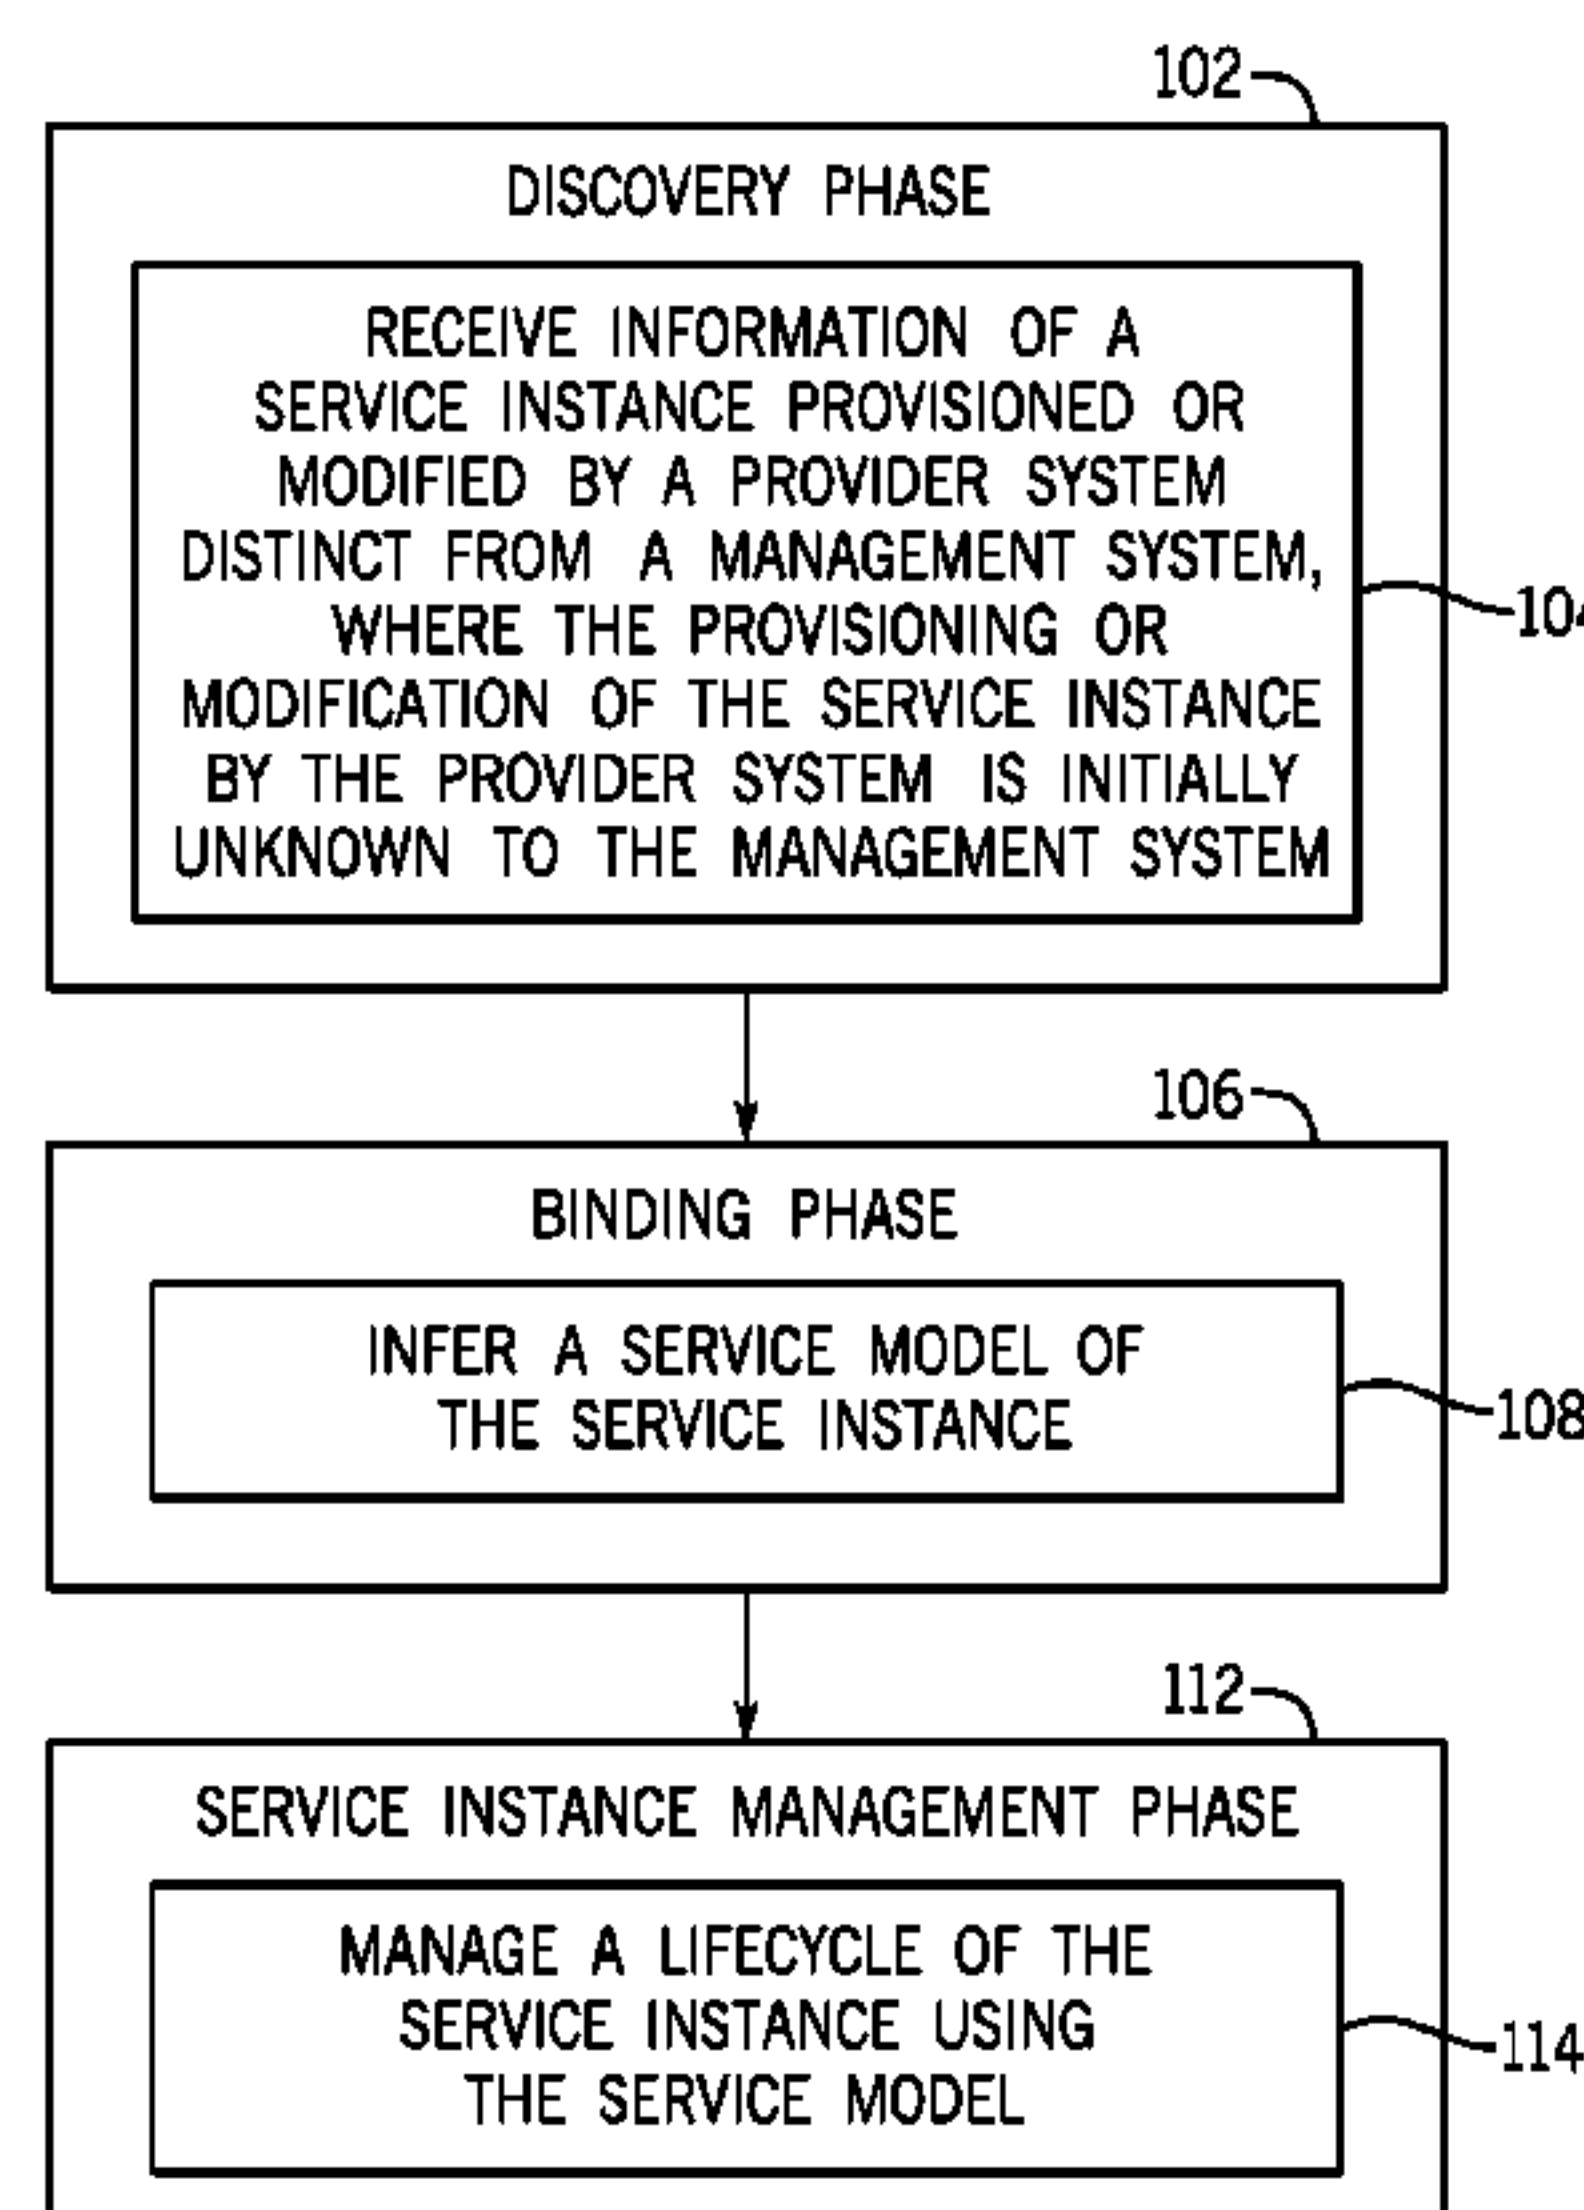 102
DISCOVERY PHASE
RECEIVE INFORMATION OF A
SERVICE INSTANCE PROVISIONED OR
MODIFIED BY A PROVIDER SYSTEM
DISTINCT FROM A MANAGEMENT SYSTEM,
WHERE THE PROVISIONING OR
MODIFICATION OF THE SERVICE INSTANCE
BY THE PROVIDER SYSTEM IS INITIALLY
UNKNOWN TO THE MANAGEMENT SYSTEM
104
106
BINDING PHASE
INFER A SERVICE MODEL OF
THE SERVICE INSTANCE
108
112
SERVICE INSTANCE MANAGEMENT PHASE
MANAGE A LIFECYCLE OF THE
SERVICE INSTANCE USING
THE SERVICE MODEL
114